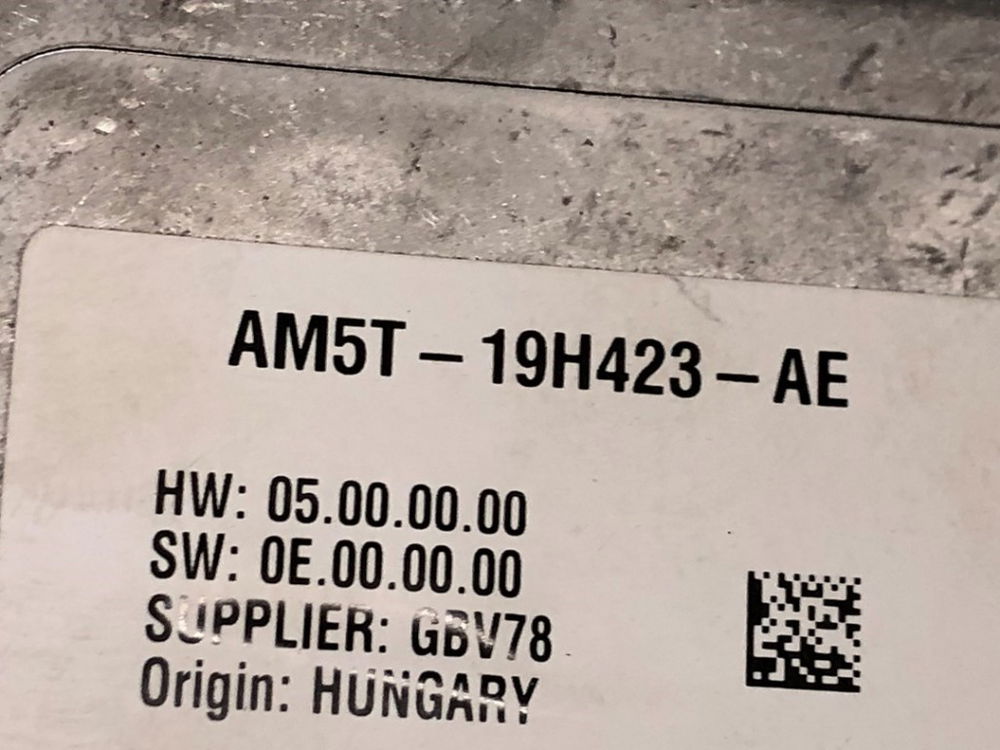 AM5T – 19H423 – AE
HW: 05.00.00.00
SW: 0E.00.00.00
SUPPLIER: GBV78
Origin: HUNGARY